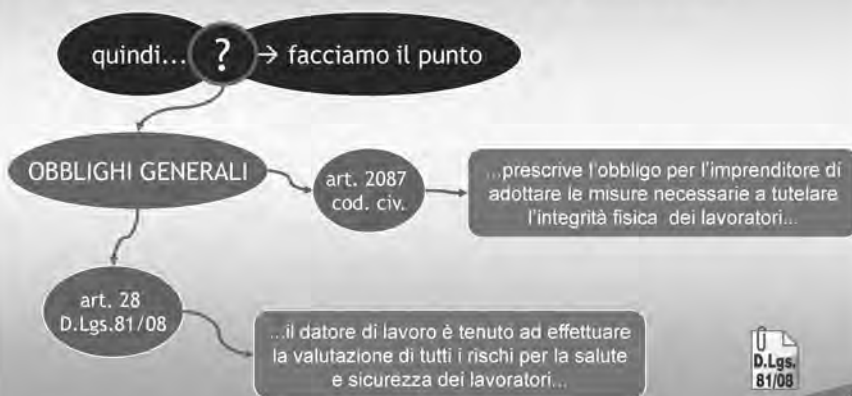 quindi... ? → facciamo il punto
OBBLIGHI GENERALI
art. 2087
cod. civ.
...prescrive l'obbligo per l'imprenditore di
adottare le misure necessarie a tutelare
l'integrità fisica dei lavoratori...
art. 28
D.Lgs.81/08
...il datore di lavoro è tenuto ad effettuare
la valutazione di tutti i rischi per la salute
e sicurezza dei lavoratori...
D.Lgs.
81/08